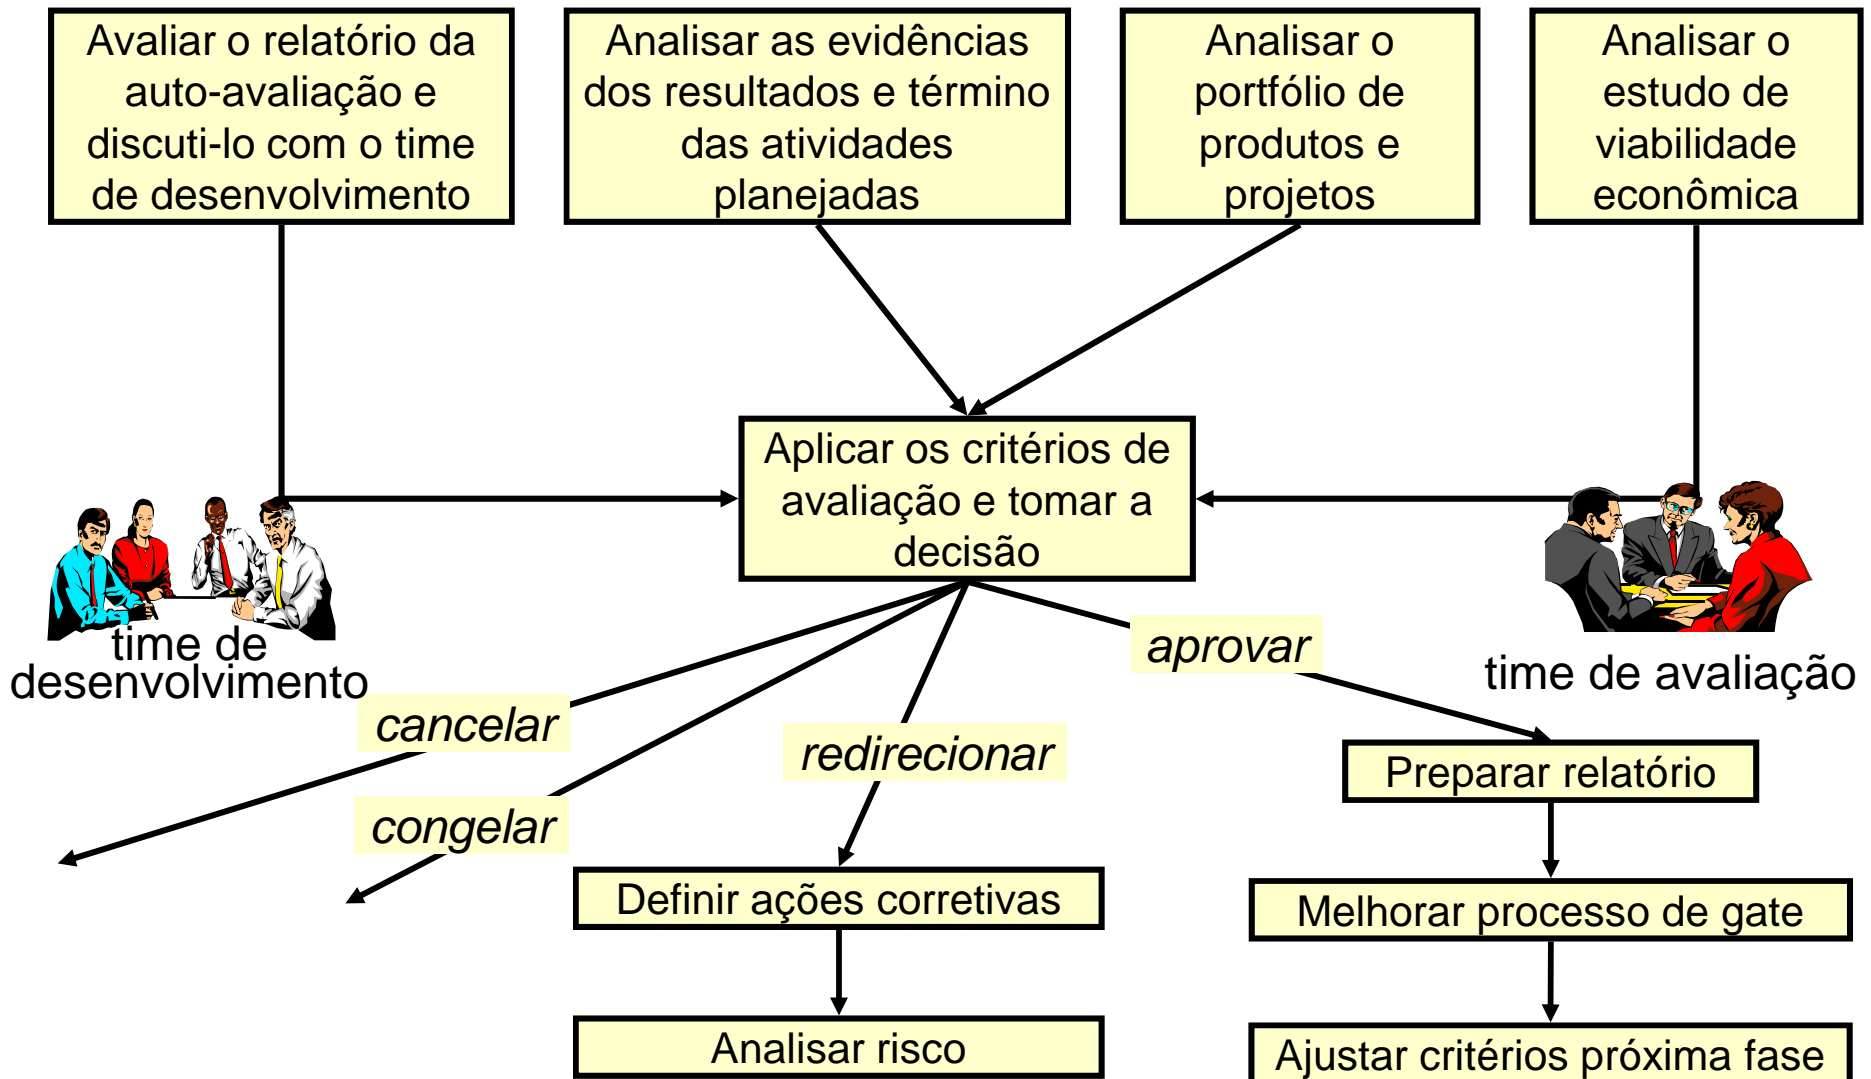 Avaliar o relatório da
auto-avaliação e
discuti-lo com o time
de desenvolvimento
Analisar as evidências
dos resultados e término
das atividades
planejadas
Analisar o
portfólio de
produtos e
projetos
Analisar o
estudo de
viabilidade
econômica
Aplicar os critérios de
avaliação e tomar a
decisão
time de
desenvolvimento
time de avaliação
cancelar
congelar
redirecionar
aprovar
Definir ações corretivas
Analisar risco
Preparar relatório
Melhorar processo de gate
Ajustar critérios próxima fase